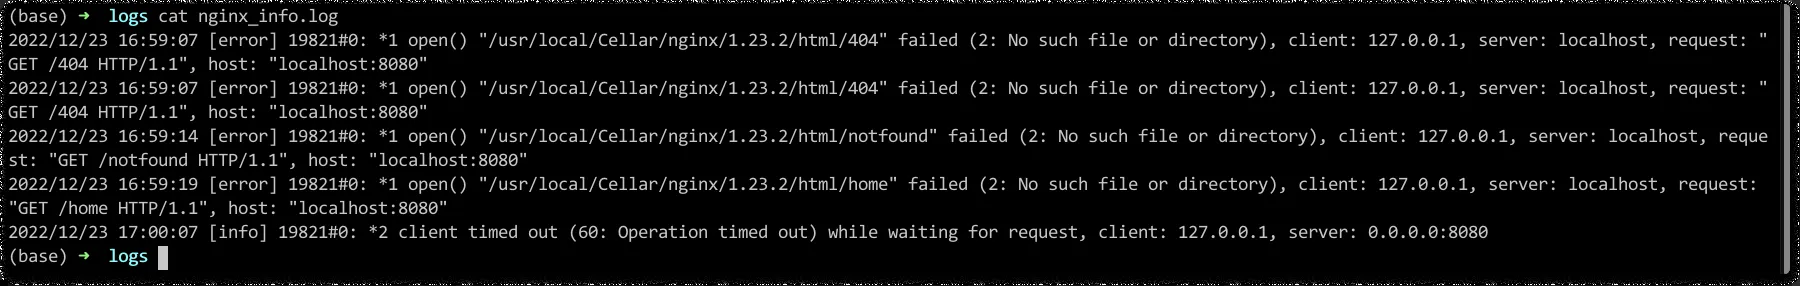 (base) ➜  logs cat nginx_info.log
2022/12/23 16:59:07 [error] 19821#0: *1 open() "/usr/local/Cellar/nginx/1.23.2/html/404" failed (2: No such file or directory), client: 127.0.0.1, server: localhost, request: "
GET /404 HTTP/1.1", host: "localhost:8080"
2022/12/23 16:59:07 [error] 19821#0: *1 open() "/usr/local/Cellar/nginx/1.23.2/html/404" failed (2: No such file or directory), client: 127.0.0.1, server: localhost, request: "
GET /404 HTTP/1.1", host: "localhost:8080"
2022/12/23 16:59:14 [error] 19821#0: *1 open() "/usr/local/Cellar/nginx/1.23.2/html/notfound" failed (2: No such file or directory), client: 127.0.0.1, server: localhost, reque
st: "GET /notfound HTTP/1.1", host: "localhost:8080"
2022/12/23 16:59:19 [error] 19821#0: *1 open() "/usr/local/Cellar/nginx/1.23.2/html/home" failed (2: No such file or directory), client: 127.0.0.1, server: localhost, request:
"GET /home HTTP/1.1", host: "localhost:8080"
2022/12/23 17:00:07 [info] 19821#0: *2 client timed out (60: Operation timed out) while waiting for request, client: 127.0.0.1, server: 0.0.0.0:8080
(base) ➜  logs